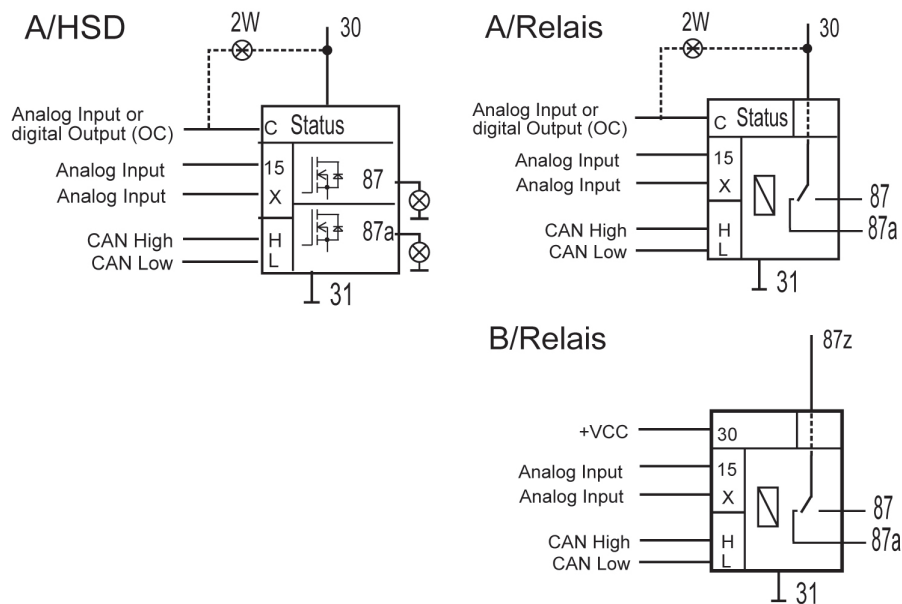 A/HSD
2W
30
Analog Input or
digital Output (OC)
C Status
Analog Input
15
87
Analog Input
X
87a
CAN High
H
CAN Low
L
31
A/Relais
2W
30
Analog Input or
digital Output (OC)
C Status
Analog Input
15
Analog Input
X
87
87a
CAN High
H
CAN Low
L
31
B/Relais
87z
+VCC
30
Analog Input
15
Analog Input
X
87
87a
CAN High
H
CAN Low
L
31